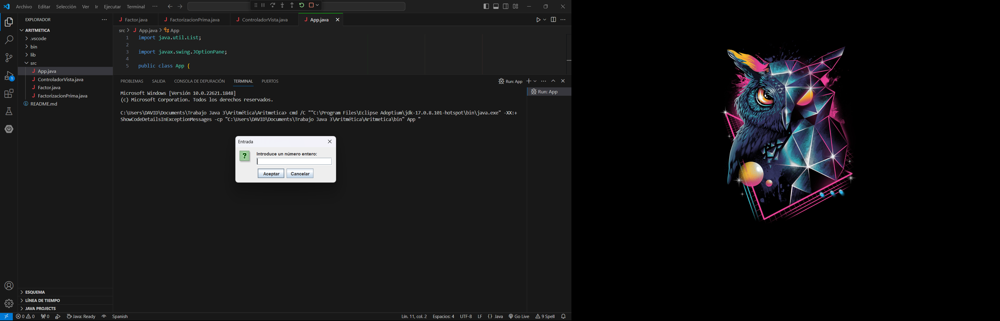 Archivo Editar Selección Ver Ir Ejecutar Terminal ···
EXPLORADOR
ARITMETICA
.vscode
bin
lib
src
App.java
ControladorVista.java
Factor.java
FactorizacionPrima.java
README.md
ESQUEMA
LÍNEA DE TIEMPO
JAVA PROJECTS
Factor.java FactorizacionPrima.java ControladorVista.java App.java
src > App.java > App
1 import java.util.List;
2
3 import javax.swing.JOptionPane;
4
5 public class App {
PROBLEMAS SALIDA CONSOLA DE DEPURACIÓN TERMINAL PUERTOS
Run: App
Run: App
Microsoft Windows [Versión 10.0.22621.1848]
(c) Microsoft Corporation. Todos los derechos reservados.
C:\Users\DAVID\Documents\Trabajo Java 3\Aritmética\Aritmetica> cmd /C ""C:\Program Files\Eclipse Adoptium\jdk-17.0.8.101-hotspot\bin\java.exe" -XX:+
ShowCodeDetailsInExceptionMessages -cp "C:\Users\DAVID\Documents\Trabajo Java 3\Aritmética\Aritmetica\bin" App "
Entrada
?
Introduce un número entero:
Aceptar Cancelar
1
0 0 0 Java: Ready Spanish
Lín. 11, col. 2 Espacios: 4 UTF-8 LF {} Java Go Live 9 Spell